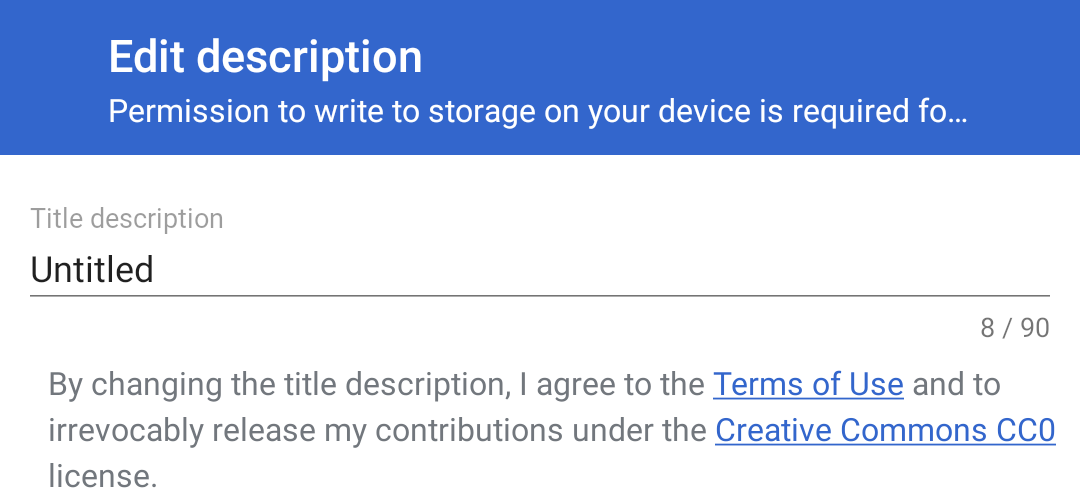 Edit description
Permission to write to storage on your device is required fo…
Title description
Untitled
8 / 90
By changing the title description, I agree to the Terms of Use and to
irrevocably release my contributions under the Creative Commons CC0
license.